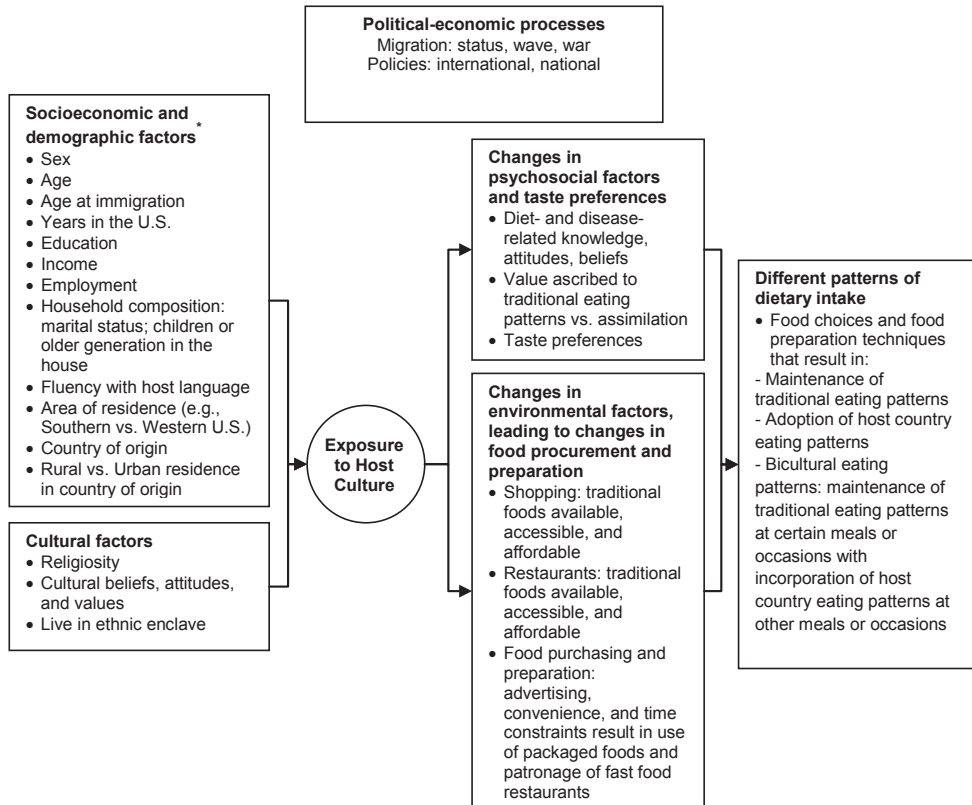 Political-economic processes
Migration: status, wave, war
Policies: international, national
Socioeconomic and
demographic factors*
• Sex
• Age
• Age at immigration
• Years in the U.S.
• Education
• Income
• Employment
• Household composition:
marital status; children or
older generation in the
house
• Fluency with host language
• Area of residence (e.g.,
Southern vs. Western U.S.)
• Country of origin
• Rural vs. Urban residence
in country of origin
Cultural factors
• Religiosity
• Cultural beliefs, attitudes,
and values
• Live in ethnic enclave
Exposure
to Host
Culture
Changes in
psychosocial factors
and taste preferences
• Diet- and disease-
related knowledge,
attitudes, beliefs
• Value ascribed to
traditional eating
patterns vs. assimilation
• Taste preferences
Changes in
environmental factors,
leading to changes in
food procurement and
preparation
• Shopping: traditional
foods available,
accessible, and
affordable
• Restaurants: traditional
foods available,
accessible, and
affordable
• Food purchasing and
preparation:
advertising,
convenience, and time
constraints result in use
of packaged foods and
patronage of fast food
restaurants
Different patterns of
dietary intake
• Food choices and food
preparation techniques
that result in:
- Maintenance of
traditional eating patterns
- Adoption of host country
eating patterns
- Bicultural eating
patterns: maintenance of
traditional eating patterns
at certain meals or
occasions with
incorporation of host
country eating patterns at
other meals or occasions